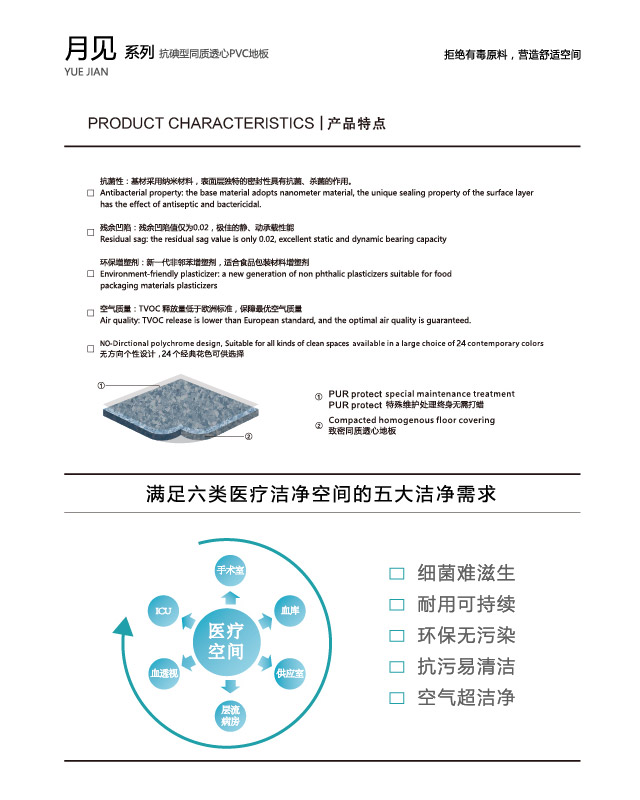 月见 系列 抗碘型同质透心PVC地板
YUE JIAN
拒绝有毒原料，营造舒适空间
PRODUCT CHARACTERISTICS | 产品特点
抗菌性：基材采用纳米材料，表面层独特的密封性具有抗菌、杀菌的作用。
Antibacterial property: the base material adopts nanometer material, the unique sealing property of the surface layer
has the effect of antiseptic and bactericidal.
残余凹陷：残余凹陷值仅为0.02，极佳的静、动承载性能
Residual sag: the residual sag value is only 0.02, excellent static and dynamic bearing capacity
环保增塑剂：新一代非邻苯增塑剂，适合食品包装材料增塑剂
Environment-friendly plasticizer: a new generation of non phthalic plasticizers suitable for food
packaging materials plasticizers
空气质量：TVOC 释放量低于欧洲标准，保障最优空气质量
Air quality: TVOC release is lower than European standard, and the optimal air quality is guaranteed.
NO-Dirctional polychrome design, Suitable for all kinds of clean spaces available in a large choice of 24 contemporary colors
无方向个性设计，24 个经典花色可供选择
①
②
① PUR protect special maintenance treatment
PUR protect 特殊维护处理终身无需打蜡
② Compacted homogenous floor covering
致密同质透心地板
满足六类医疗洁净空间的五大洁净需求
手术室
ICU
血库
医疗
空间
血透视
供应室
层流
病房
细菌难滋生
耐用可持续
环保无污染
抗污易清洁
空气超洁净